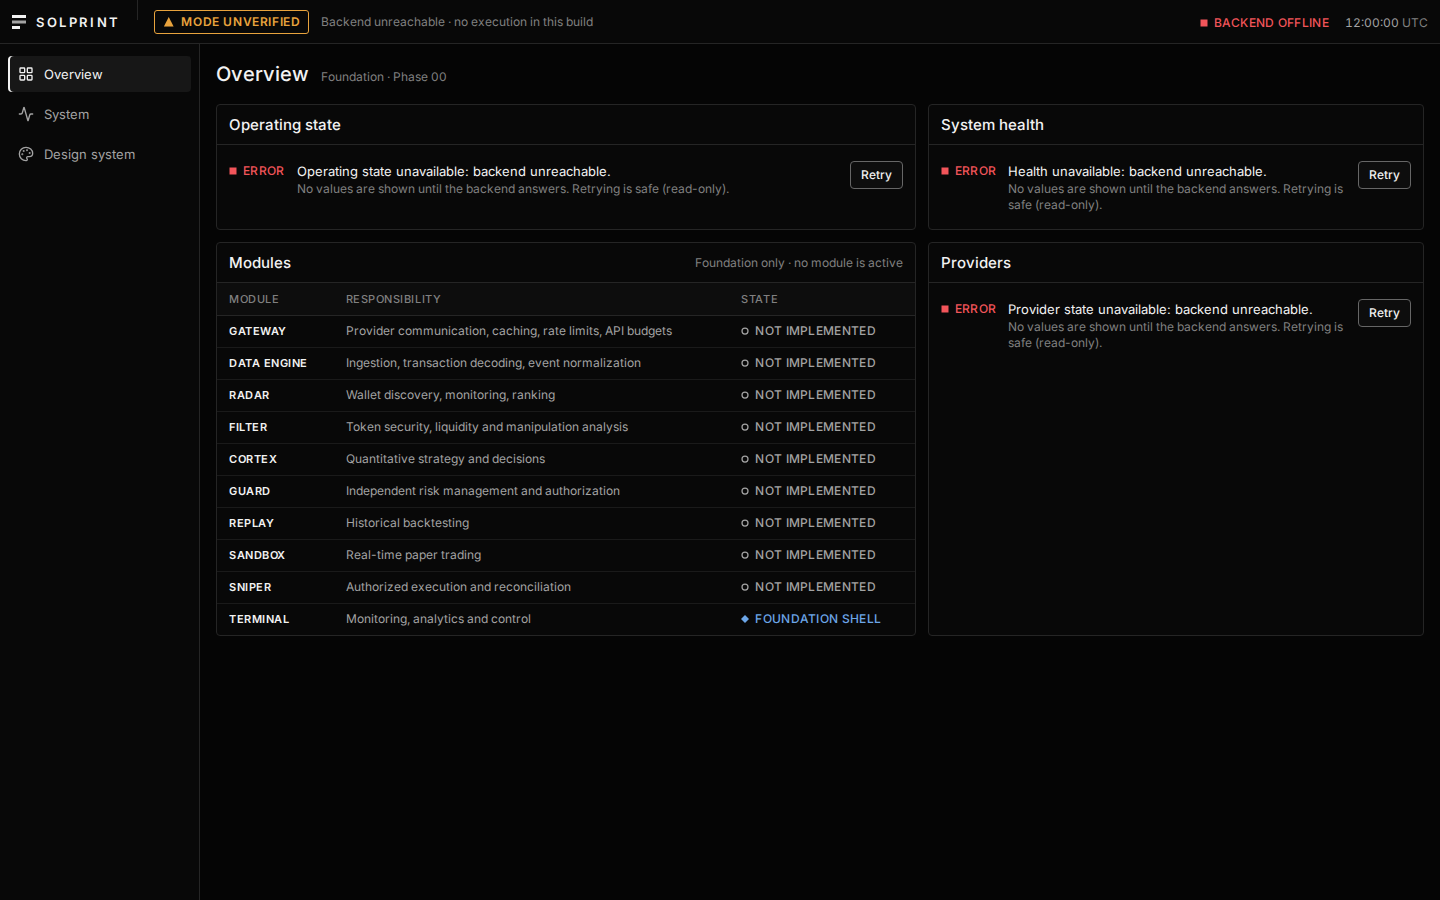 SOLPRINT
MODE UNVERIFIED
Backend unreachable · no execution in this build
BACKEND OFFLINE
12:00:00 UTC
Overview
System
Design system
Overview
Foundation · Phase 00
Operating state
ERROR
Operating state unavailable: backend unreachable.
No values are shown until the backend answers. Retrying is safe (read-only).
Retry
System health
ERROR
Health unavailable: backend unreachable.
No values are shown until the backend answers. Retrying is
safe (read-only).
Retry
Modules
Foundation only · no module is active
MODULE RESPONSIBILITY STATE
GATEWAY Provider communication, caching, rate limits, API budgets NOT IMPLEMENTED
DATA ENGINE Ingestion, transaction decoding, event normalization NOT IMPLEMENTED
RADAR Wallet discovery, monitoring, ranking NOT IMPLEMENTED
FILTER Token security, liquidity and manipulation analysis NOT IMPLEMENTED
CORTEX Quantitative strategy and decisions NOT IMPLEMENTED
GUARD Independent risk management and authorization NOT IMPLEMENTED
REPLAY Historical backtesting NOT IMPLEMENTED
SANDBOX Real-time paper trading NOT IMPLEMENTED
SNIPER Authorized execution and reconciliation NOT IMPLEMENTED
TERMINAL Monitoring, analytics and control FOUNDATION SHELL
Providers
ERROR
Provider state unavailable: backend unreachable.
No values are shown until the backend answers. Retrying is
safe (read-only).
Retry